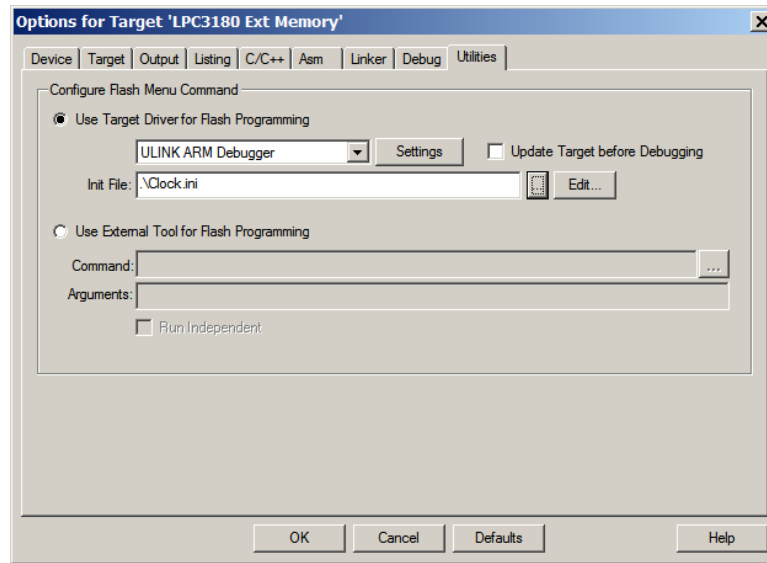 Options for Target 'LPC3180 Ext Memory'
Device Target Output Listing C/C++ Asm Linker Debug Utilities
Configure Flash Menu Command
Use Target Driver for Flash Programming
ULINK ARM Debugger Settings Update Target before Debugging
Init File: .\Clock.ini ... Edit...
Use External Tool for Flash Programming
Command: ...
Arguments:
Run Independent
OK Cancel Defaults Help